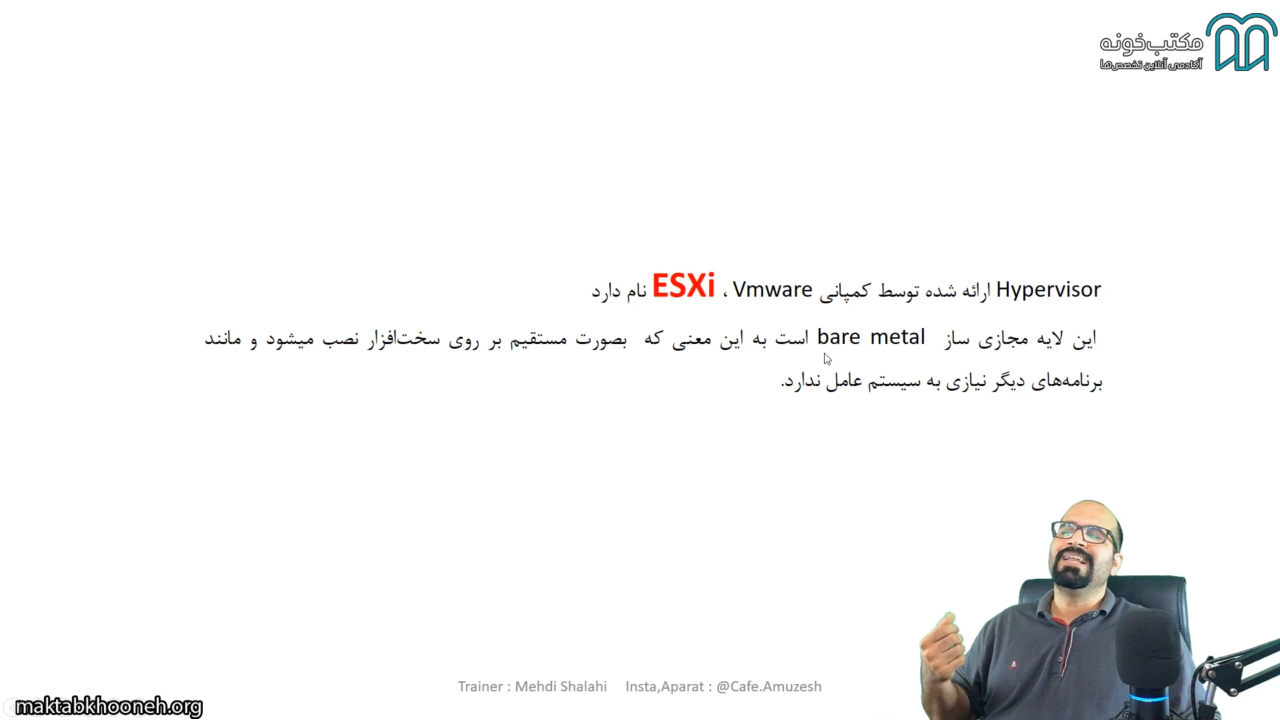 مکتب‌خونه
آکادمی آنلاین تخصص‌ها
Hypervisor ارائه شده توسط کمپانی Vmware ، ESXi نام دارد
این لایه مجازی ساز bare metal است به این معنی که بصورت مستقیم بر روی سخت‌افزار نصب میشود و مانند
برنامه‌های دیگر نیازی به سیستم عامل ندارد.
Trainer : Mehdi Shalahi Insta,Aparat : @Cafe.Amuzesh
maktabkhooneh.org